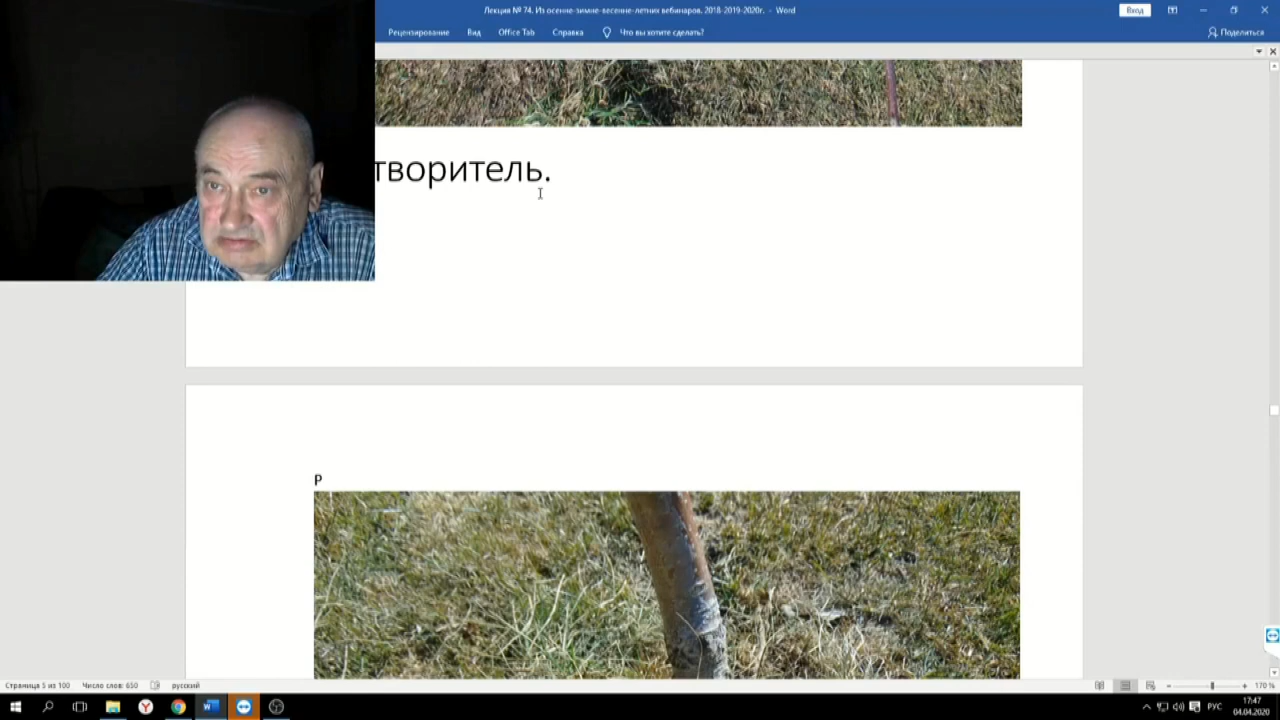 Лекция № 74. Из осенне-зимне-весенне-летних вебинаров. 2018-2019-2020г. - Word
Вход
Рецензирование Вид Office Tab Справка Что вы хотите сделать? Поделиться
творитель.
Р
Страница 5 из 100 Число слов: 650 русский 170 %
РУС
17:47
04.04.2020